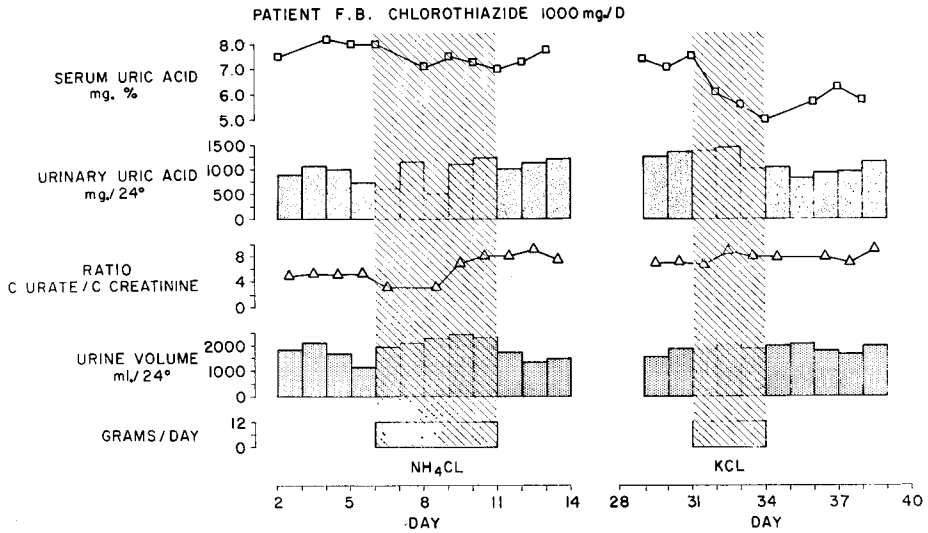 PATIENT F.B. CHLOROTHIAZIDE 1000 mg./D
SERUM URIC ACID
mg. %
8.0
7.0
6.0
5.0
URINARY URIC ACID
mg./24°
1500
1000
500
0
RATIO
C URATE/C CREATININE
8
4
0
URINE VOLUME
ml./24°
2000
1000
0
GRAMS/DAY
12
0
NH₄CL
KCL
2 5 8 11 14
DAY
28 31 34 37 40
DAY